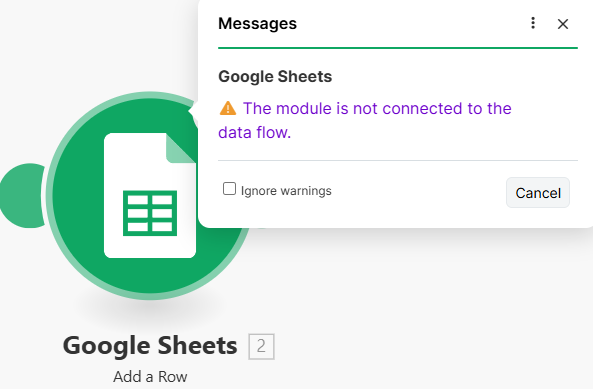 Messages
Google Sheets
The module is not connected to the
data flow.
Ignore warnings
Cancel
Google Sheets 2
Add a Row